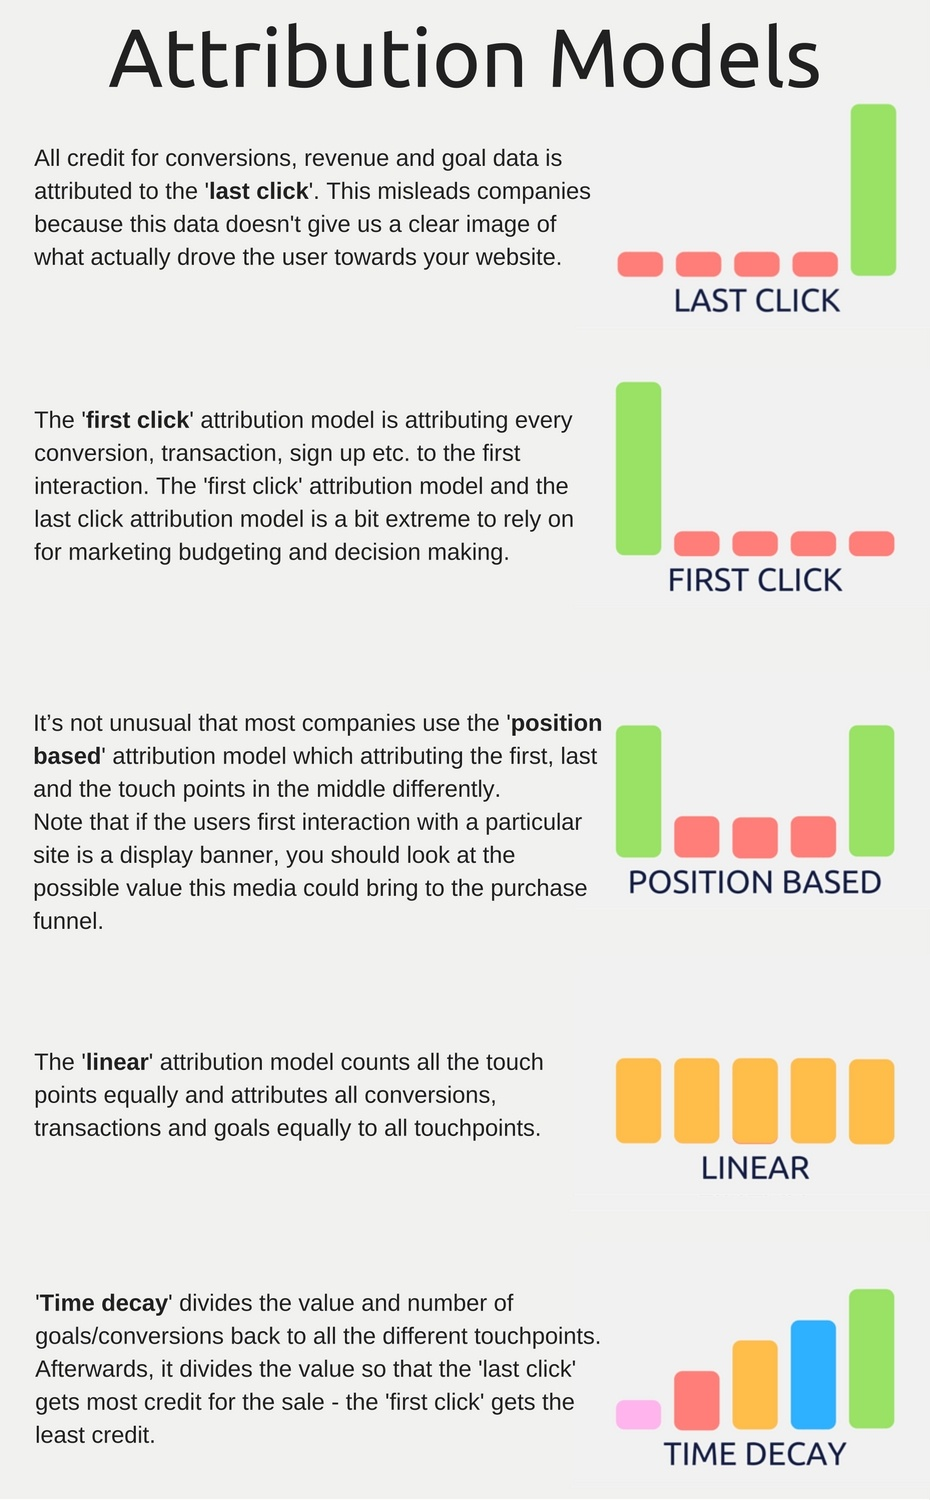 Attribution Models
All credit for conversions, revenue and goal data is
attributed to the 'last click'. This misleads companies
because this data doesn't give us a clear image of
what actually drove the user towards your website.
LAST CLICK
The 'first click' attribution model is attributing every
conversion, transaction, sign up etc. to the first
interaction. The 'first click' attribution model and the
last click attribution model is a bit extreme to rely on
for marketing budgeting and decision making.
FIRST CLICK
It’s not unusual that most companies use the 'position
based' attribution model which attributing the first, last
and the touch points in the middle differently.
Note that if the users first interaction with a particular
site is a display banner, you should look at the
possible value this media could bring to the purchase
funnel.
POSITION BASED
The 'linear' attribution model counts all the touch
points equally and attributes all conversions,
transactions and goals equally to all touchpoints.
LINEAR
'Time decay' divides the value and number of
goals/conversions back to all the different touchpoints.
Afterwards, it divides the value so that the 'last click'
gets most credit for the sale - the 'first click' gets the
least credit.
TIME DECAY